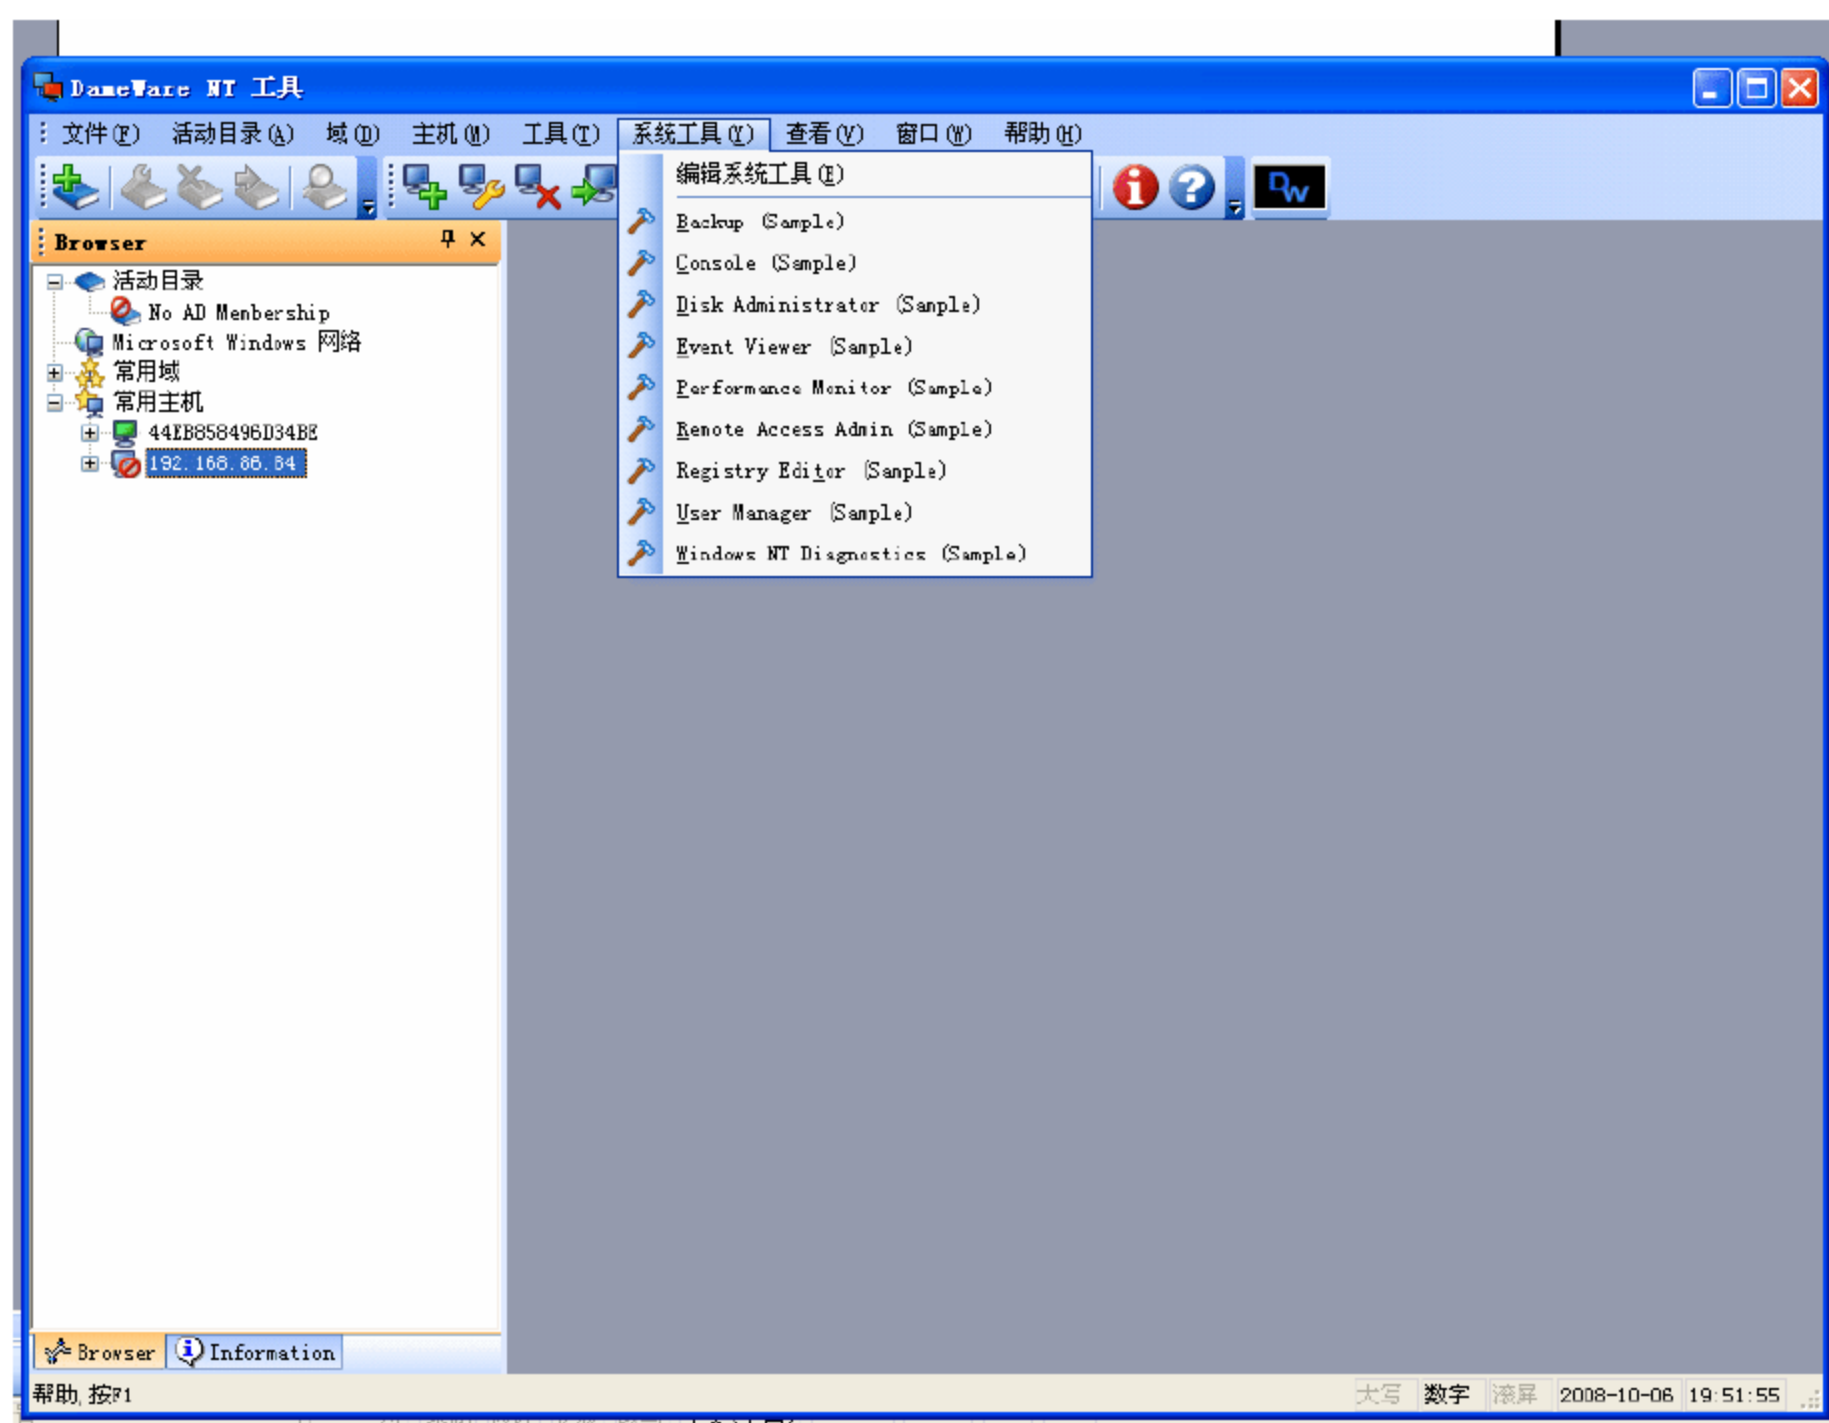 DameWare NT 工具
文件(F) 活动目录(A) 域(D) 主机(M) 工具(T) 系统工具(Y) 查看(V) 窗口(W) 帮助(H)
DW
Browser
活动目录
No AD Membership
Microsoft Windows 网络
常用域
常用主机
44EB858496D34BE
192.168.86.84
编辑系统工具(E)
Backup (Sample)
Console (Sample)
Disk Administrator (Sample)
Event Viewer (Sample)
Performance Monitor (Sample)
Remote Access Admin (Sample)
Registry Editor (Sample)
User Manager (Sample)
Windows NT Diagnostics (Sample)
Browser Information
帮助, 按F1 大写 数字 滚屏 2008-10-06 19:51:55